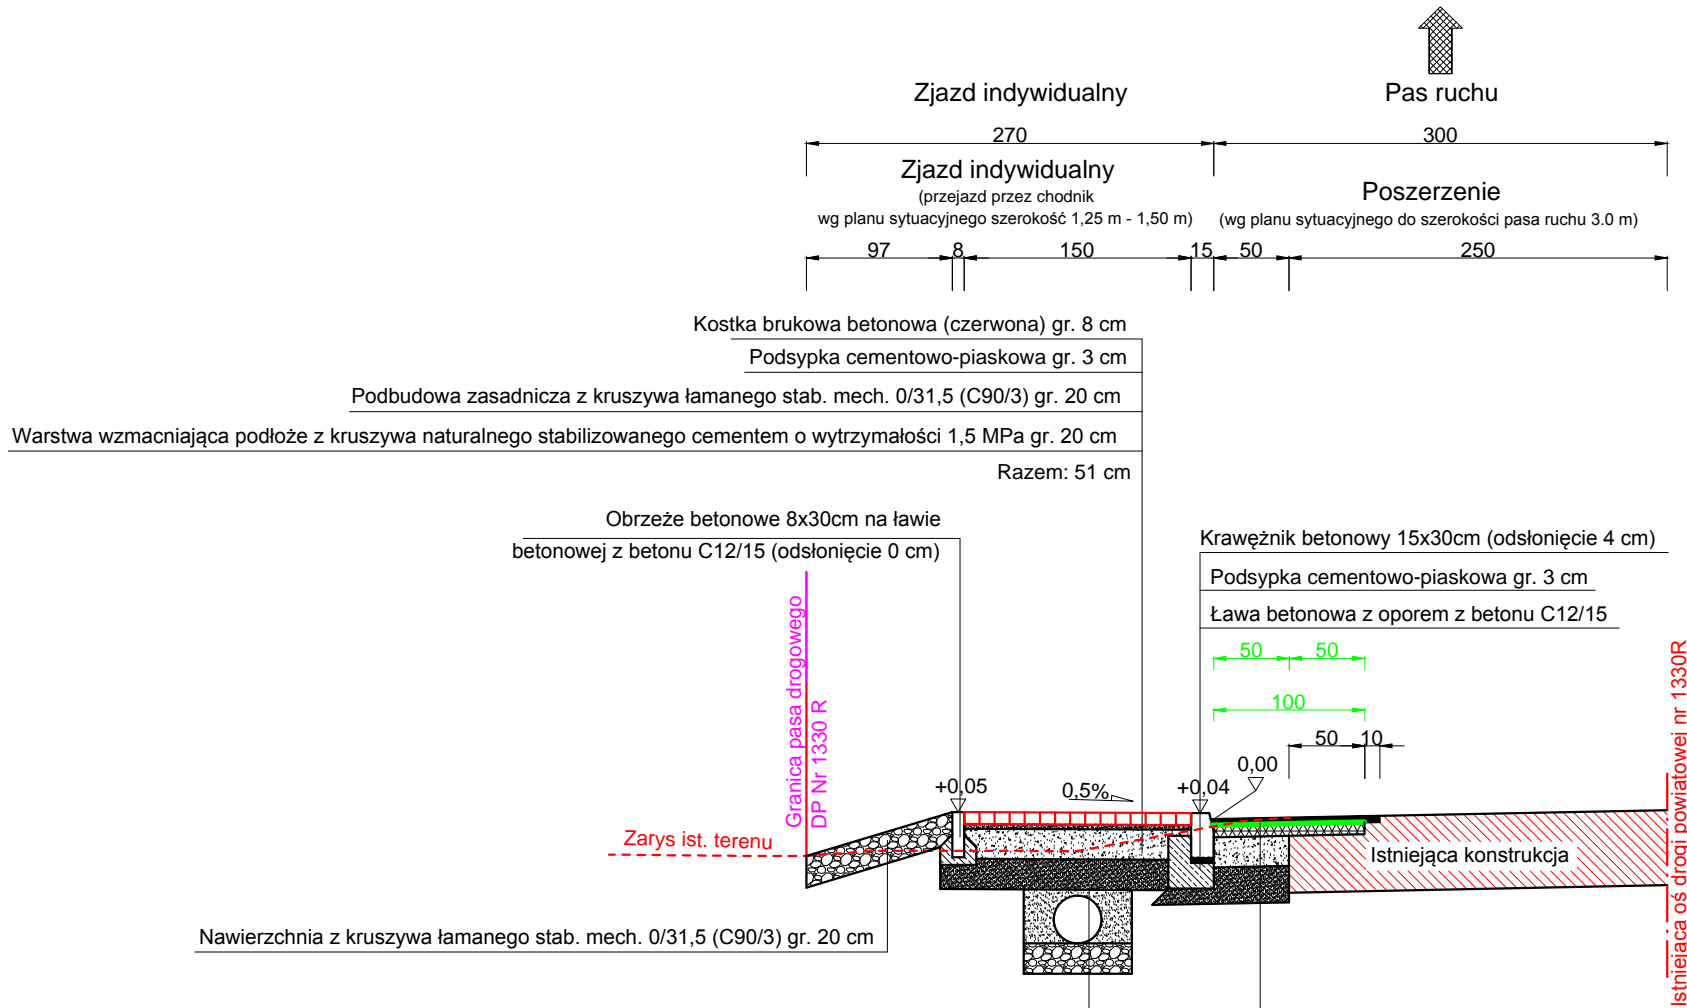 Zjazd indywidualny
Pas ruchu
270
300
Zjazd indywidualny
(przejazd przez chodnik
wg planu sytuacyjnego szerokość 1,25 m - 1,50 m)
Poszerzenie
(wg planu sytuacyjnego do szerokości pasa ruchu 3.0 m)
97
8
150
15
50
250
Kostka brukowa betonowa (czerwona) gr. 8 cm
Podsypka cementowo-piaskowa gr. 3 cm
Podbudowa zasadnicza z kruszywa łamanego stab. mech. 0/31,5 (C90/3) gr. 20 cm
Warstwa wzmacniająca podłoże z kruszywa naturalnego stabilizowanego cementem o wytrzymałości 1,5 MPa gr. 20 cm
Razem: 51 cm
Obrzeże betonowe 8x30cm na ławie
betonowej z betonu C12/15 (odsłonięcie 0 cm)
Krawężnik betonowy 15x30cm (odsłonięcie 4 cm)
Podsypka cementowo-piaskowa gr. 3 cm
Ława betonowa z oporem z betonu C12/15
50
50
100
50
10
Granica pasa drogowego
DP Nr 1330 R
+0,05
0,5%
+0,04
0,00
Zarys ist. terenu
Istniejąca konstrukcja
Istniejąca oś drogi powiatowej nr 1330R
Nawierzchnia z kruszywa łamanego stab. mech. 0/31,5 (C90/3) gr. 20 cm